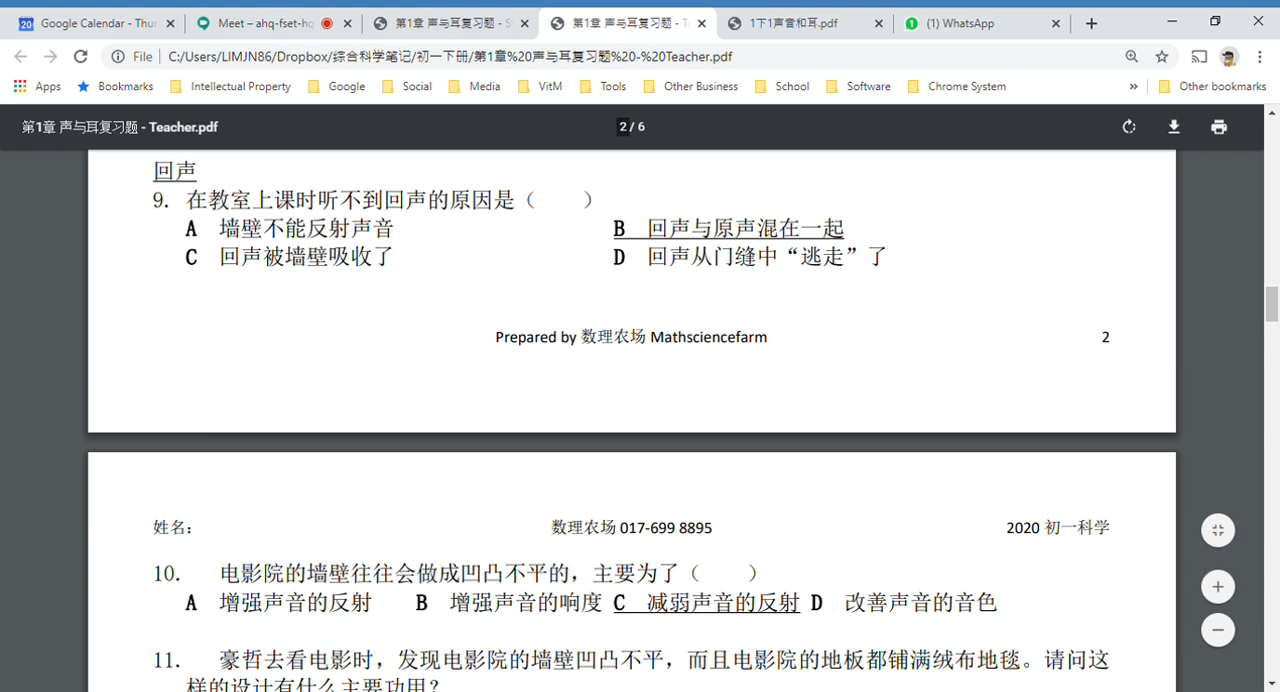 Google Calendar - Thur
Meet – ahq-fset-hq
第1章 声与耳复习题 - S
第1章 声与耳复习题 - T
1下1声音和耳.pdf
(1) WhatsApp
File | C:/Users/LIMJN86/Dropbox/综合科学笔记/初一下册/第1章%20声与耳复习题%20-%20Teacher.pdf
Apps Bookmarks Intellectual Property Google Social Media VitM Tools Other Business School Software Chrome System » Other bookmarks
第1章 声与耳复习题 - Teacher.pdf 2 / 6
回声
9. 在教室上课时听不到回声的原因是（ ）
A 墙壁不能反射声音 B 回声与原声混在一起
C 回声被墙壁吸收了 D 回声从门缝中“逃走”了
Prepared by 数理农场 Mathsciencefarm 2
姓名: 数理农场 017-699 8895 2020 初一科学
10. 电影院的墙壁往往会做成凹凸不平的，主要为了（ ）
A 增强声音的反射 B 增强声音的响度 C 减弱声音的反射 D 改善声音的音色
11. 豪哲去看电影时，发现电影院的墙壁凹凸不平，而且电影院的地板都铺满绒布地毯。请问这
样的设计有什么主要功用?